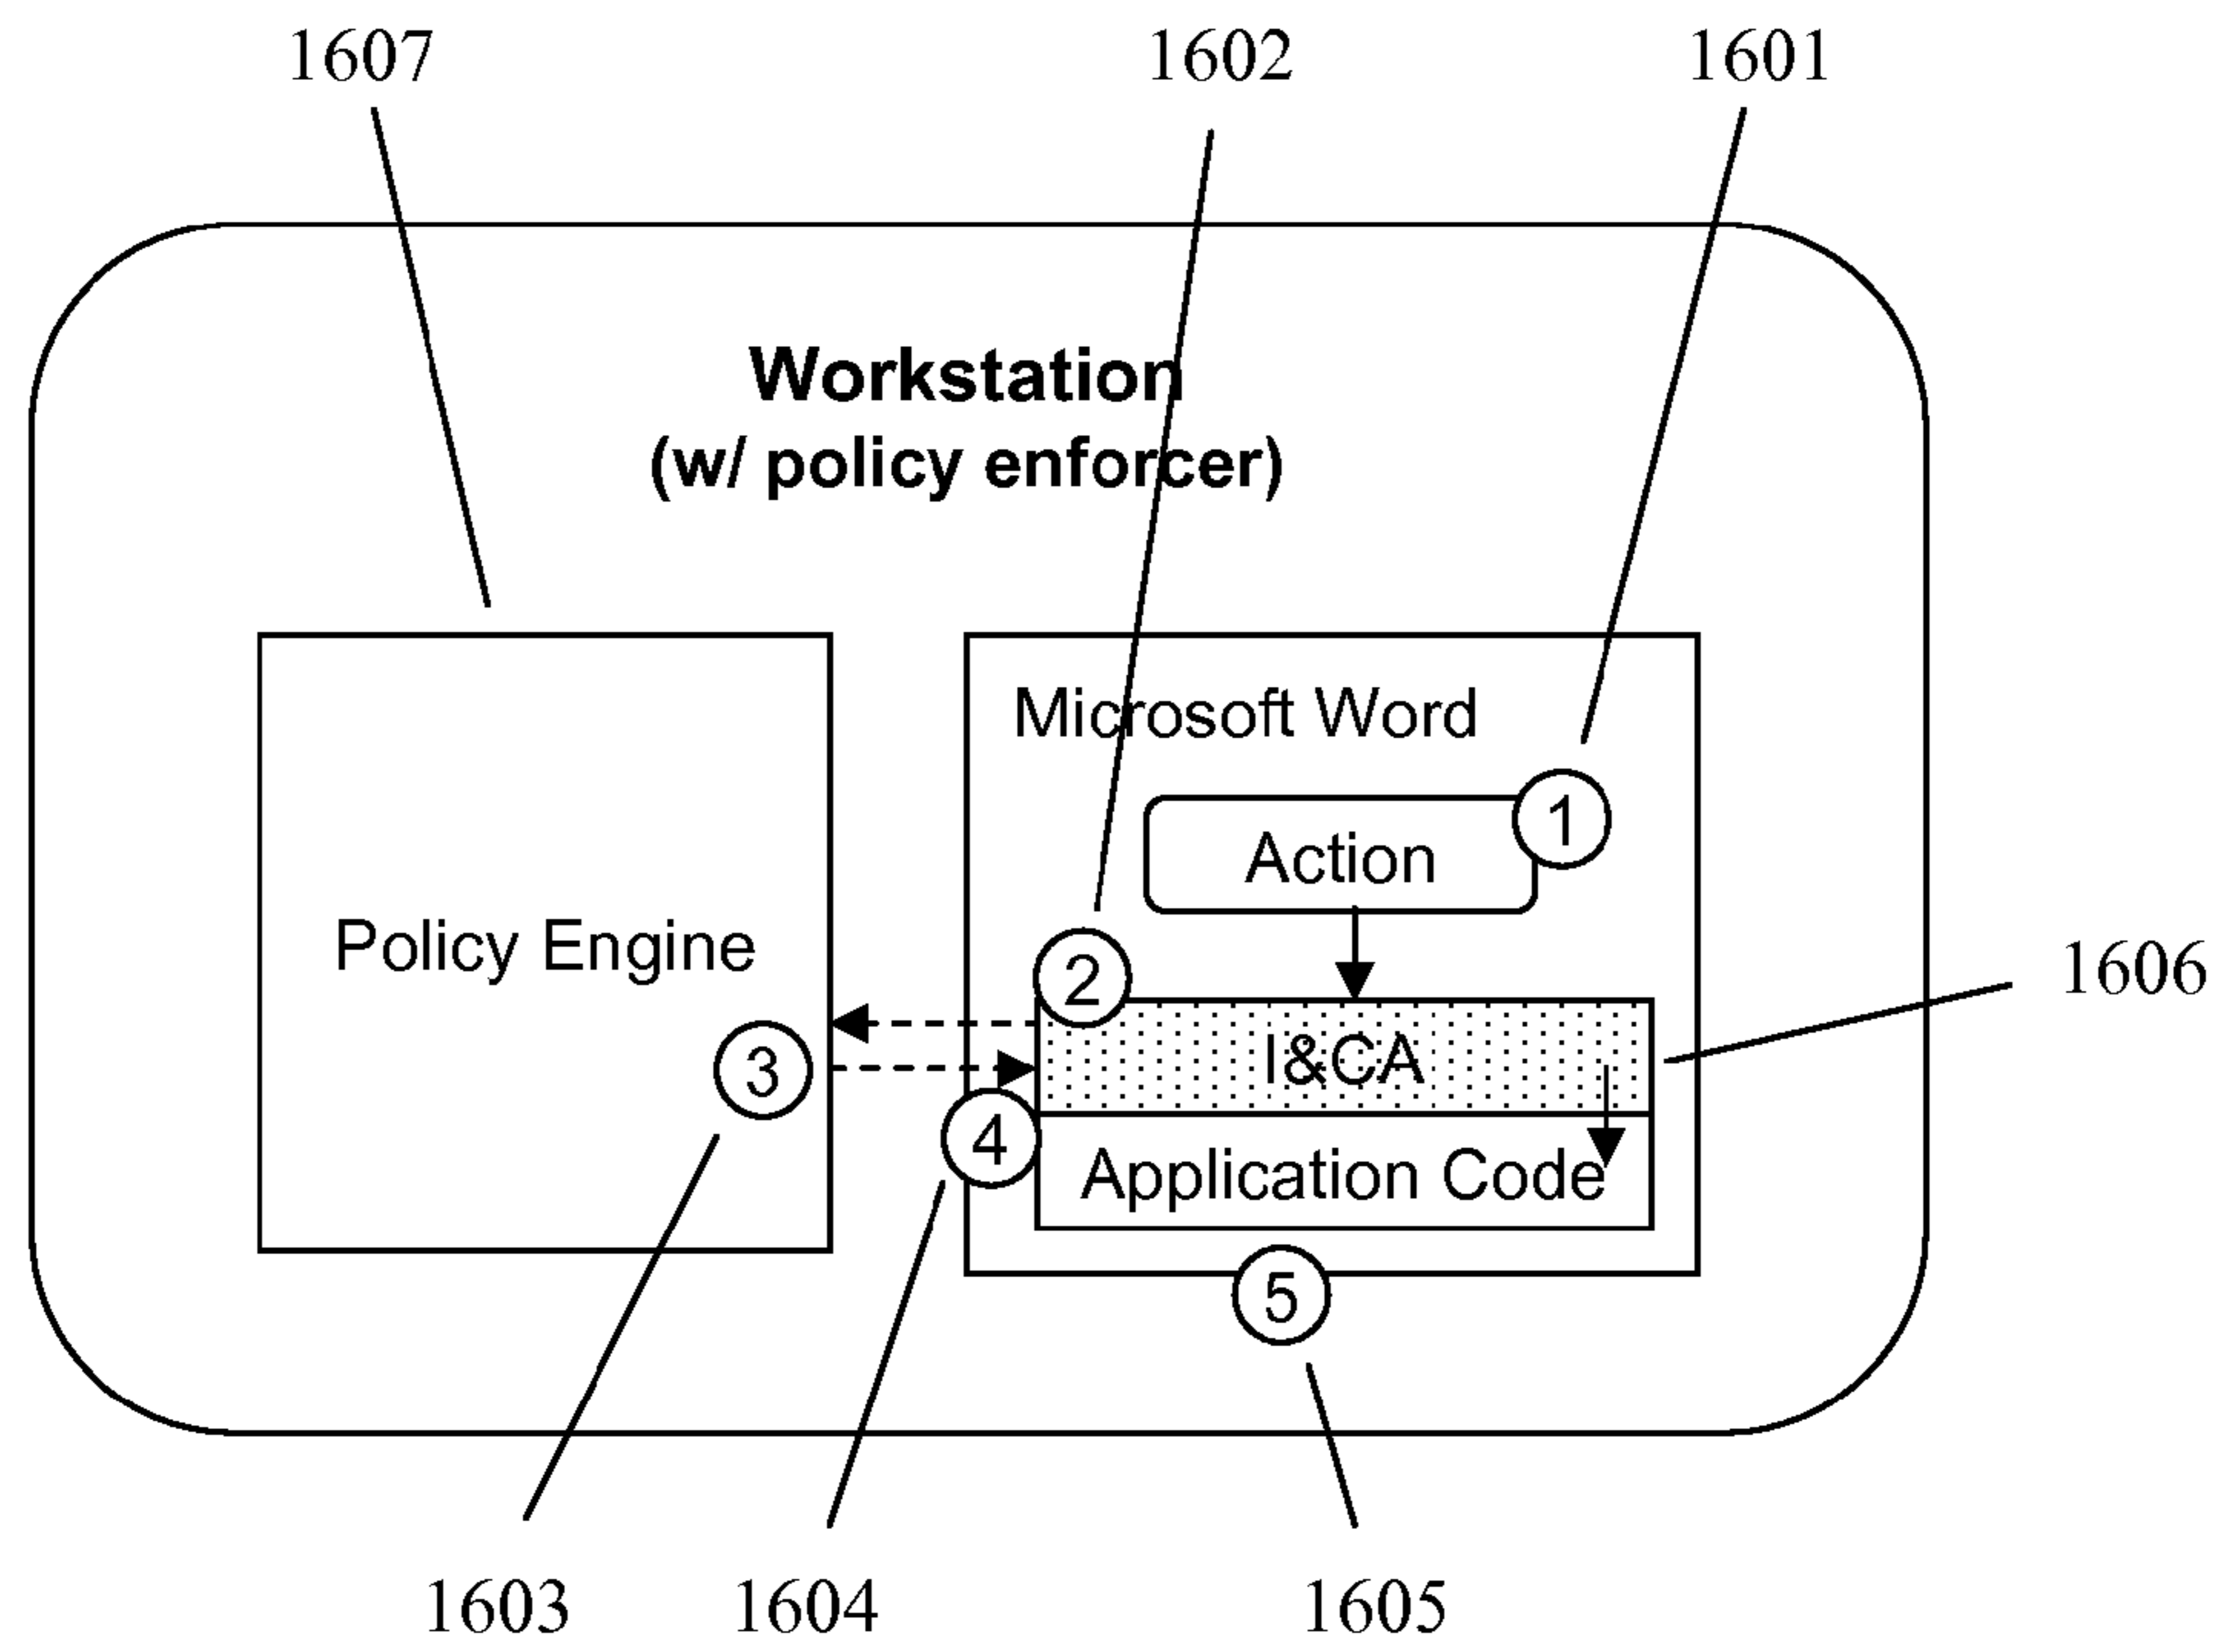 1607
1602
1601
Workstation
(w/ policy enforcer)
Microsoft Word
1
Action
Policy Engine
2
1606
I&CA
3
4
Application Code
5
1603
1604
1605